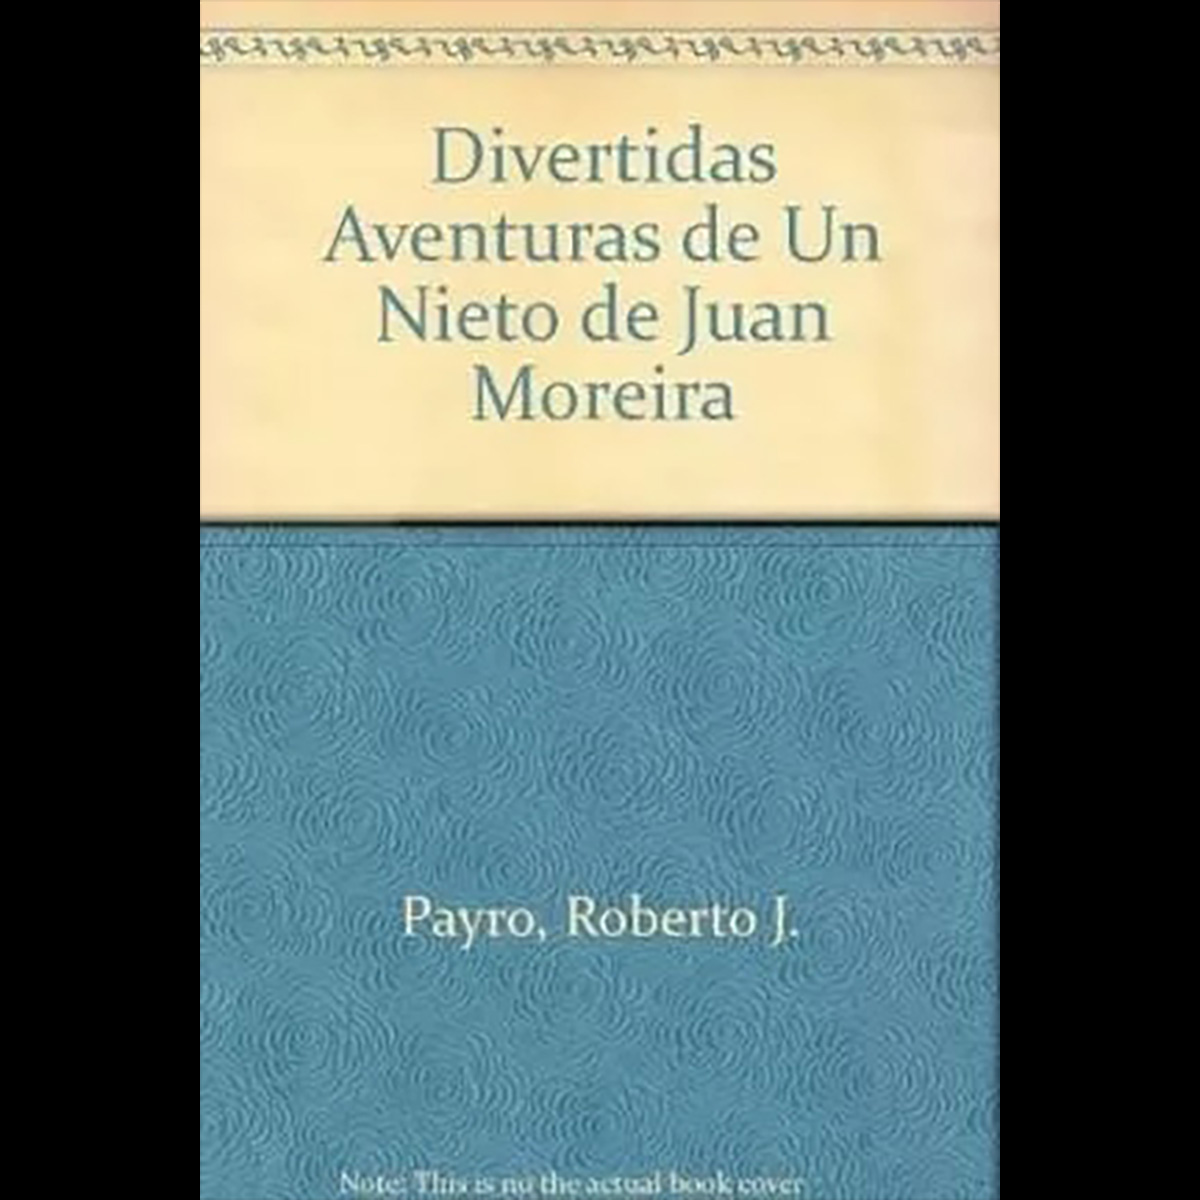 Divertidas
Aventuras de Un
Nieto de Juan
Moreira
Payro, Roberto J.
Note: This is no the actual book cover